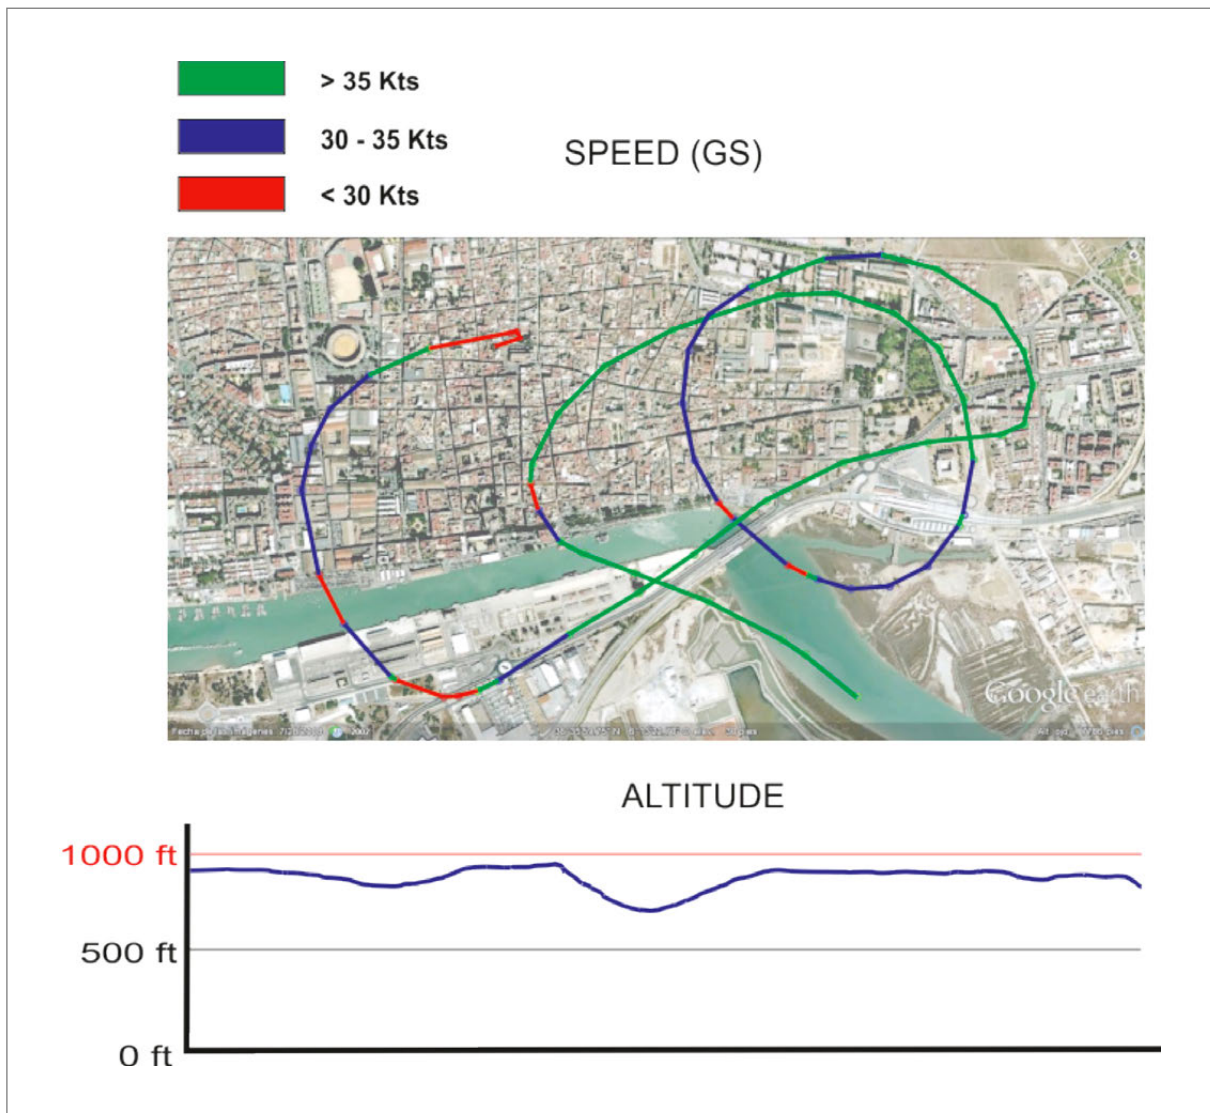 > 35 Kts
30 - 35 Kts
SPEED (GS)
< 30 Kts
Google earth
ALTITUDE
1000 ft
500 ft
0 ft